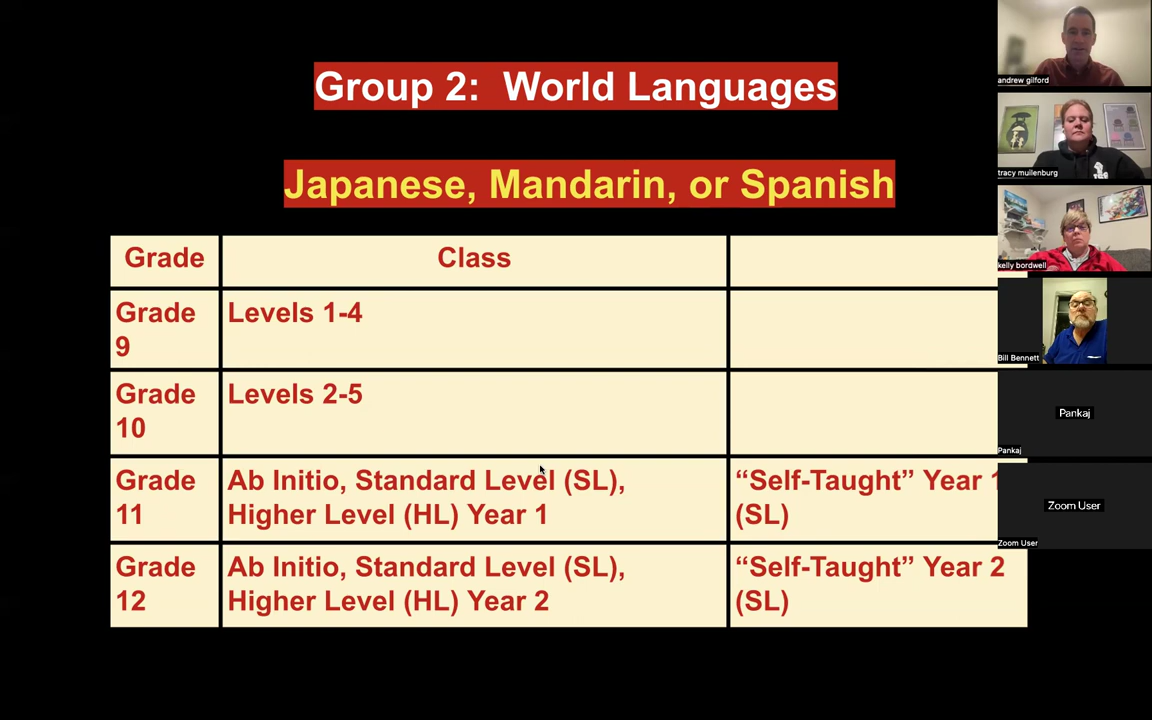 Group 2:  World Languages
Japanese, Mandarin, or Spanish
Grade
Class
Grade
9
Levels 1-4
Grade
10
Levels 2-5
Grade
11
Ab Initio, Standard Level (SL),
Higher Level (HL) Year 1
“Self-Taught” Year 1
(SL)
Grade
12
Ab Initio, Standard Level (SL),
Higher Level (HL) Year 2
“Self-Taught” Year 2
(SL)
andrew gilford
tracy muilenburg
kelly bordwell
Bill Bennett
Pankaj
Pankaj
Zoom User
Zoom User